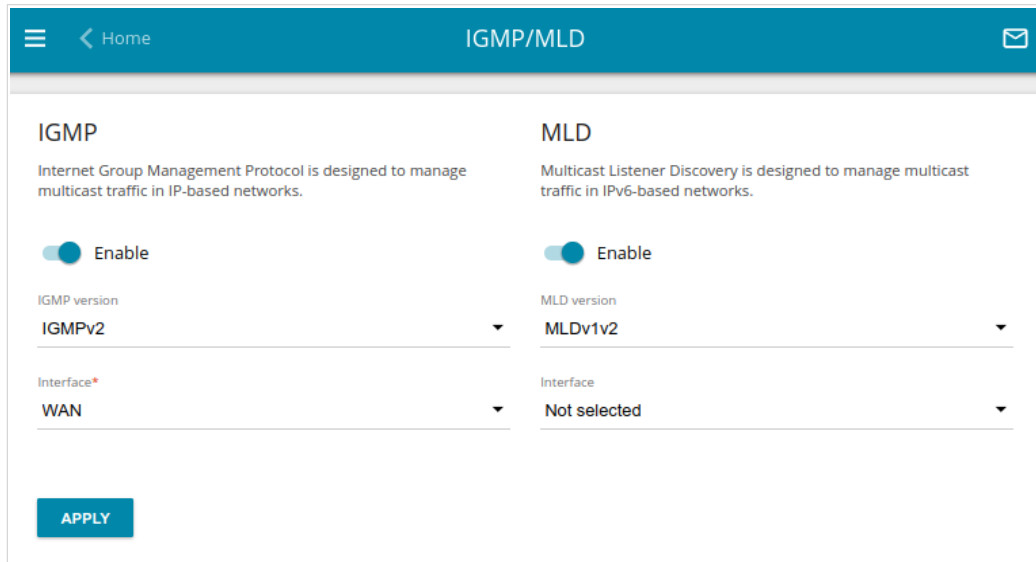 Home
IGMP/MLD
IGMP
Internet Group Management Protocol is designed to manage
multicast traffic in IP-based networks.
Enable
IGMP version
IGMPv2
Interface*
WAN
MLD
Multicast Listener Discovery is designed to manage multicast
traffic in IPv6-based networks.
Enable
MLD version
MLDv1v2
Interface
Not selected
APPLY